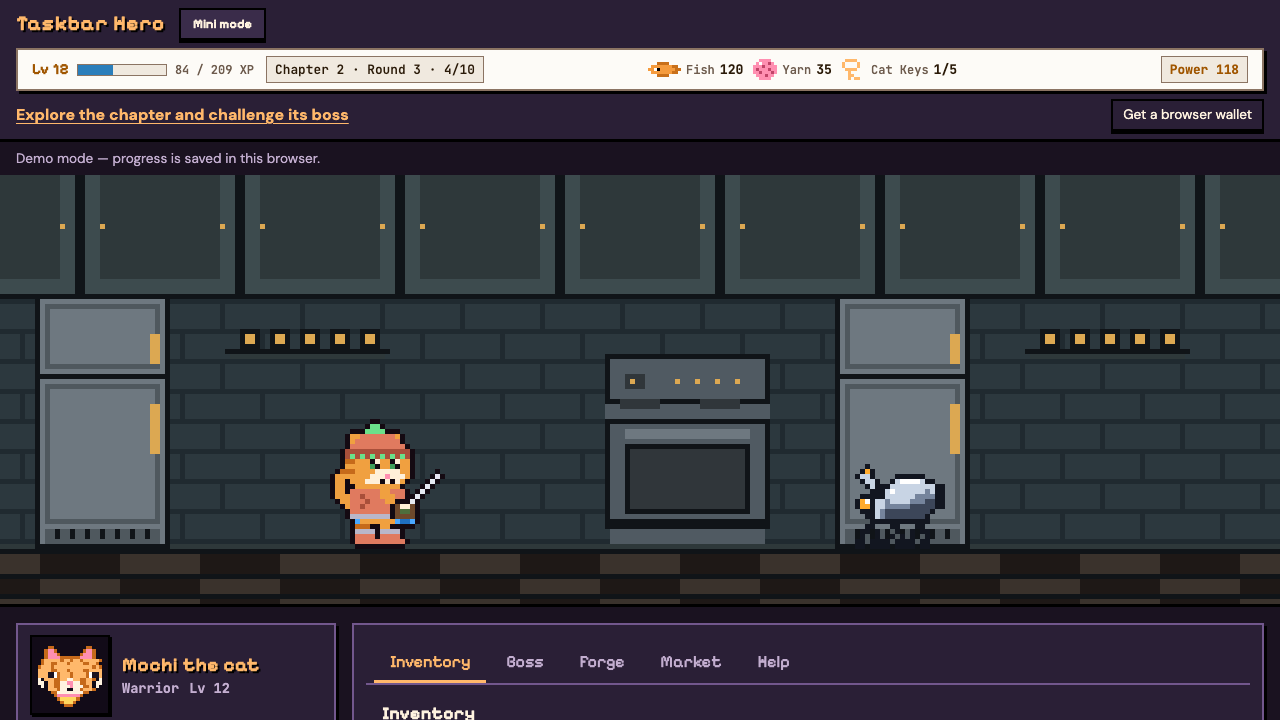 Taskbar Hero
Mini mode
Lv 18
84 / 209 XP
Chapter 2 · Round 3 · 4/10
Fish 120
Yarn 35
Cat Keys 1/5
Power 118
Explore the chapter and challenge its boss
Get a browser wallet
Demo mode — progress is saved in this browser.
Mochi the cat
Warrior Lv 12
Inventory
Boss
Forge
Market
Help
Inventory